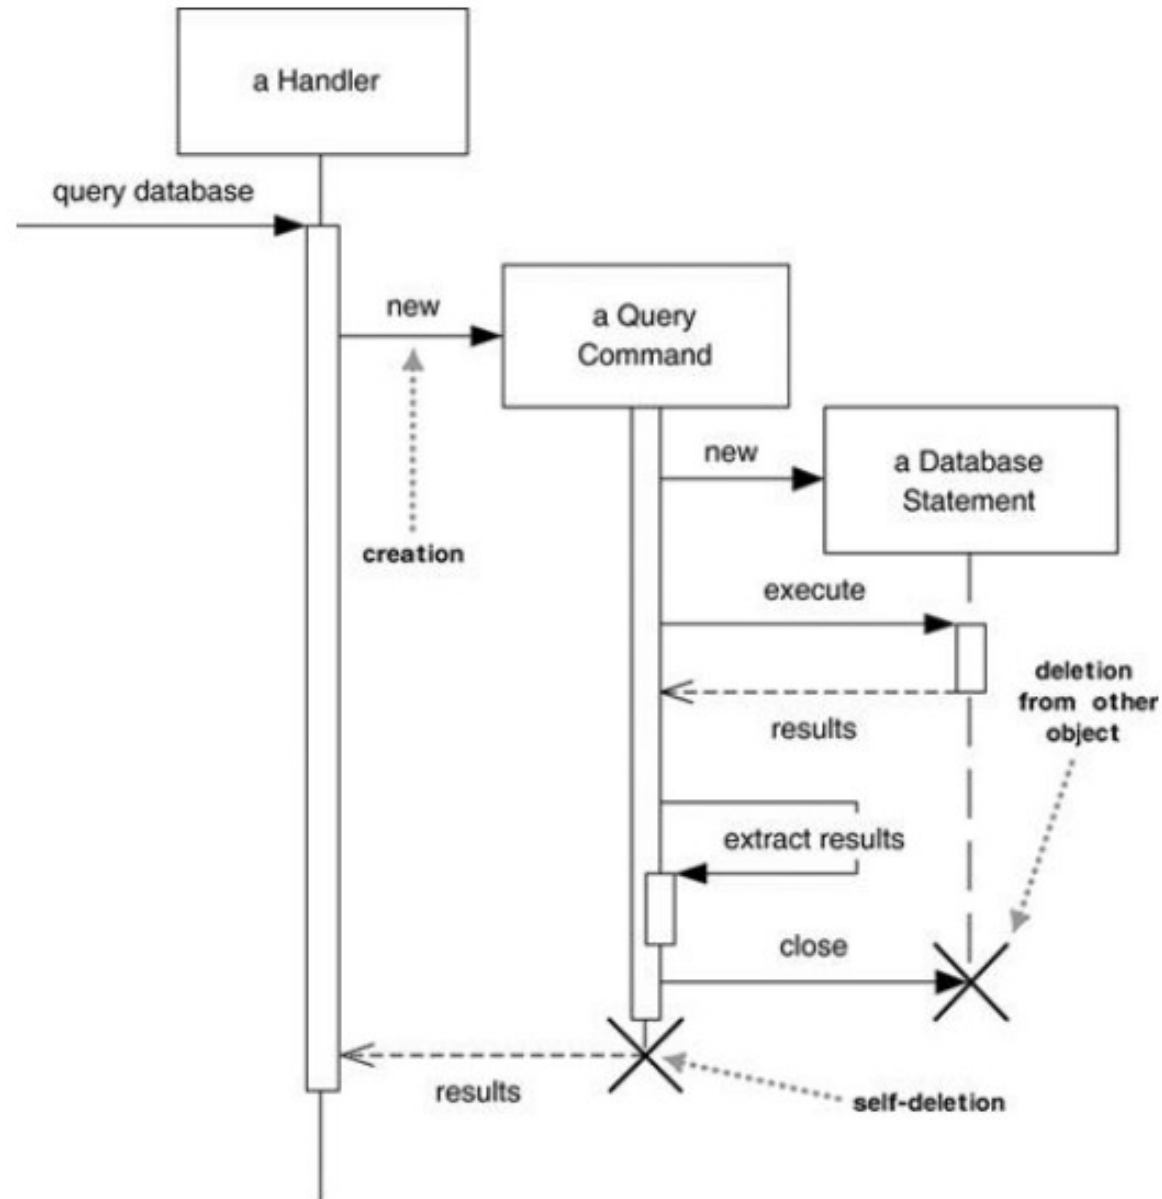 a Handler
query database
new
a Query
Command
new
a Database
Statement
creation
execute
deletion
from other
object
results
extract results
close
results
self-deletion